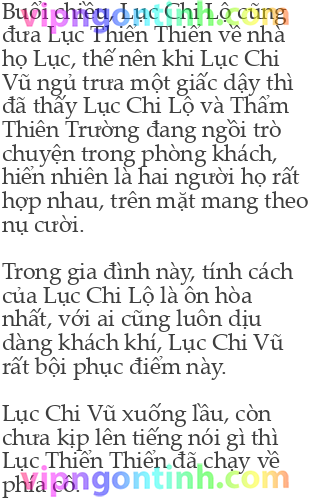 Buổi chiều, Lục Chi Lộ cũng
đưa Lục Thiển Thiển về nhà
họ Lục, thế nên khi Lục Chi
Vũ ngủ trưa một giấc dậy thì
đã thấy Lục Chi Lộ và Thẩm
Thiên Trường đang ngồi trò
chuyện trong phòng khách,
hiển nhiên là hai người họ rất
hợp nhau, trên mặt mang theo
nụ cười.
Trong gia đình này, tính cách
của Lục Chi Lộ là ôn hòa
nhất, với ai cũng luôn dịu
dàng khách khí, Lục Chi Vũ
rất bội phục điểm này.
Lục Chi Vũ xuống lầu, còn
chưa kịp lên tiếng nói gì thì
Lục Thiển Thiển đã chạy về
phía cô.
vipngontinh.com
vipngontinh.com